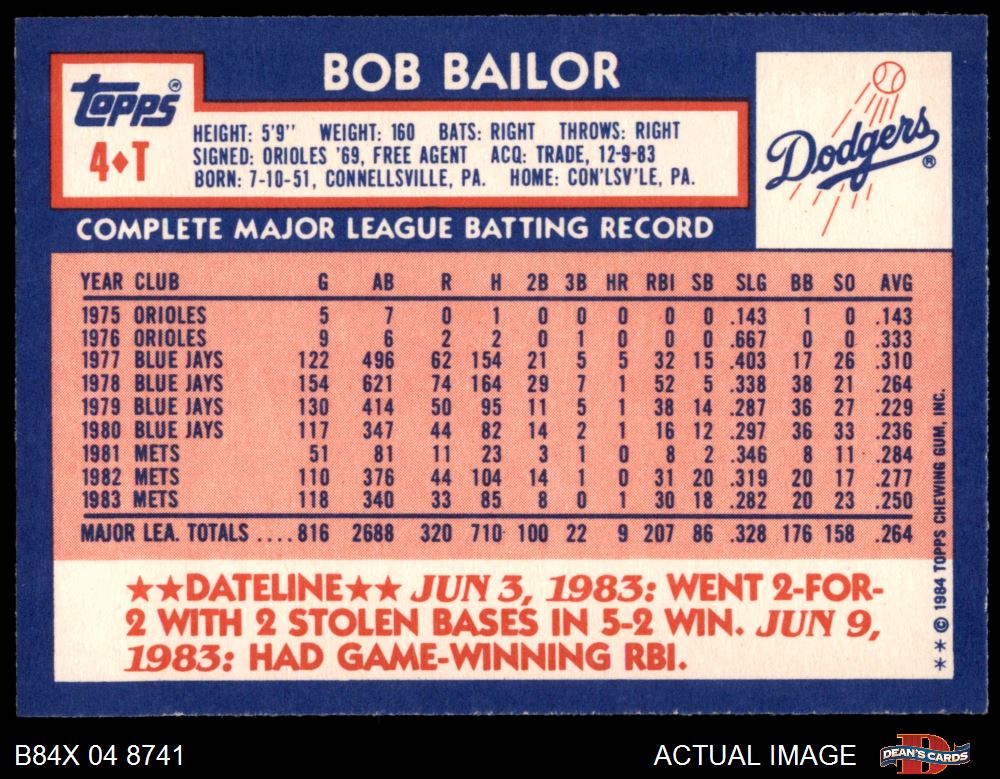 BOB BAILOR
Topps®
4♦T
HEIGHT: 5'9" WEIGHT: 160 BATS: RIGHT THROWS: RIGHT
SIGNED: ORIOLES '69, FREE AGENT ACQ: TRADE, 12-9-83
BORN: 7-10-51, CONNELLSVILLE, PA. HOME: CON'LSV'LE, PA.
Dodgers®
COMPLETE MAJOR LEAGUE BATTING RECORD
YEAR CLUB G AB R H 2B 3B HR RBI SB SLG BB SO AVG
1975 ORIOLES 5 7 0 1 0 0 0 0 0 .143 1 0 .143
1976 ORIOLES 9 6 2 2 0 1 0 0 0 .667 0 0 .333
1977 BLUE JAYS 122 496 62 154 21 5 5 32 15 .403 17 26 .310
1978 BLUE JAYS 154 621 74 164 29 7 1 52 5 .338 38 21 .264
1979 BLUE JAYS 130 414 50 95 11 5 1 38 14 .287 36 27 .229
1980 BLUE JAYS 117 347 44 82 14 2 1 16 12 .297 36 33 .236
1981 METS 51 81 11 23 3 1 0 8 2 .346 8 11 .284
1982 METS 110 376 44 104 14 1 0 31 20 .319 20 17 .277
1983 METS 118 340 33 85 8 0 1 30 18 .282 20 23 .250
MAJOR LEA. TOTALS ....816 2688 320 710 100 22 9 207 86 .328 176 158 .264
★★DATELINE★★ JUN 3, 1983: WENT 2-FOR-
2 WITH 2 STOLEN BASES IN 5-2 WIN. JUN 9,
1983: HAD GAME-WINNING RBI.
** © 1984 TOPPS CHEWING GUM, INC.
B84X 04 8741
ACTUAL IMAGE
DEAN'S CARDS